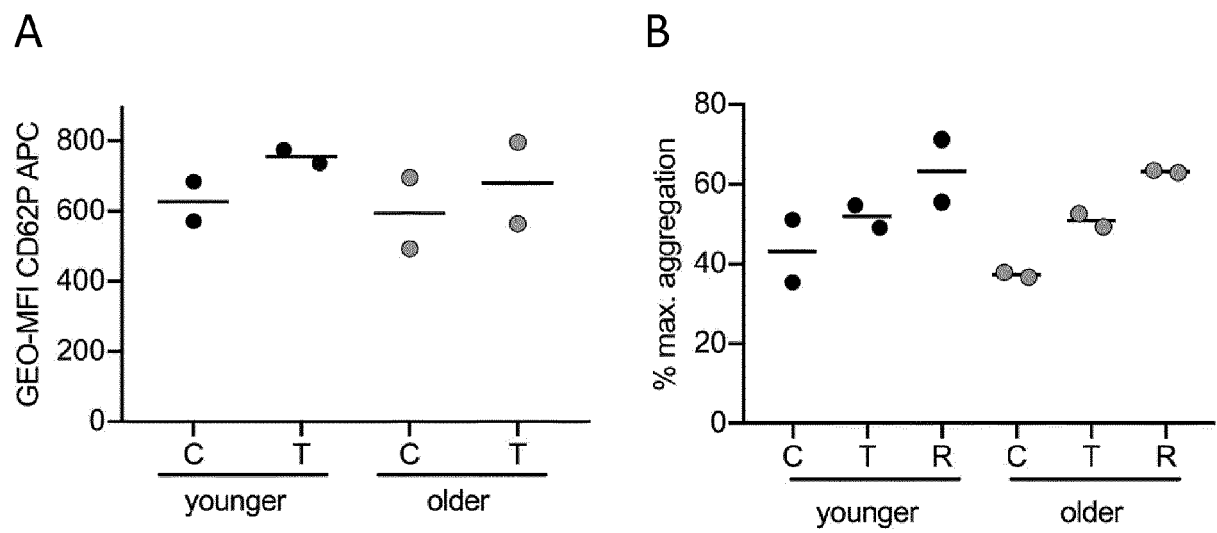 A
GEO-MFI CD62P APC
800
600
400
200
0
C T C T
younger older
B
% max. aggregation
80
60
40
20
0
C T R C T R
younger older